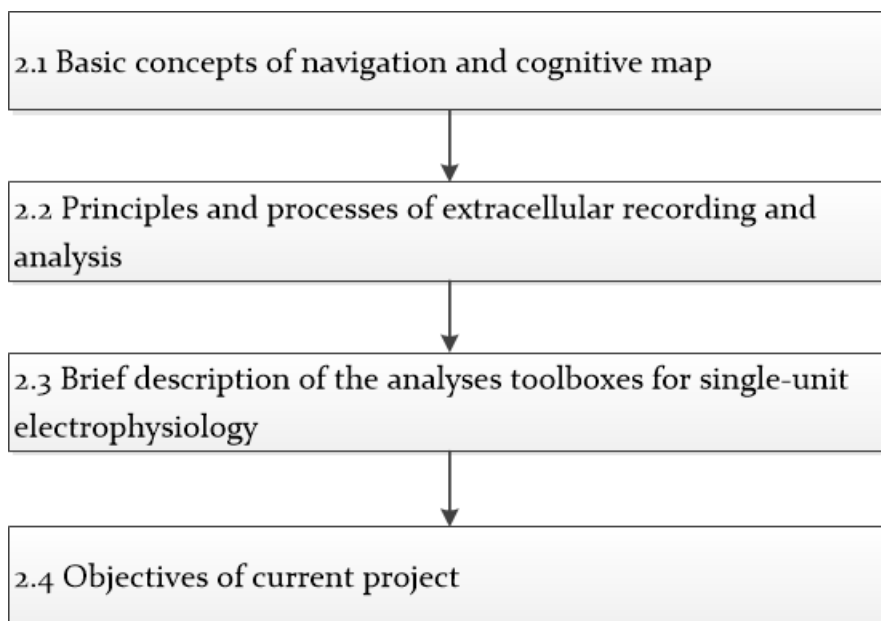 2.1 Basic concepts of navigation and cognitive map
2.2 Principles and processes of extracellular recording and
analysis
2.3 Brief description of the analyses toolboxes for single-unit
electrophysiology
2.4 Objectives of current project